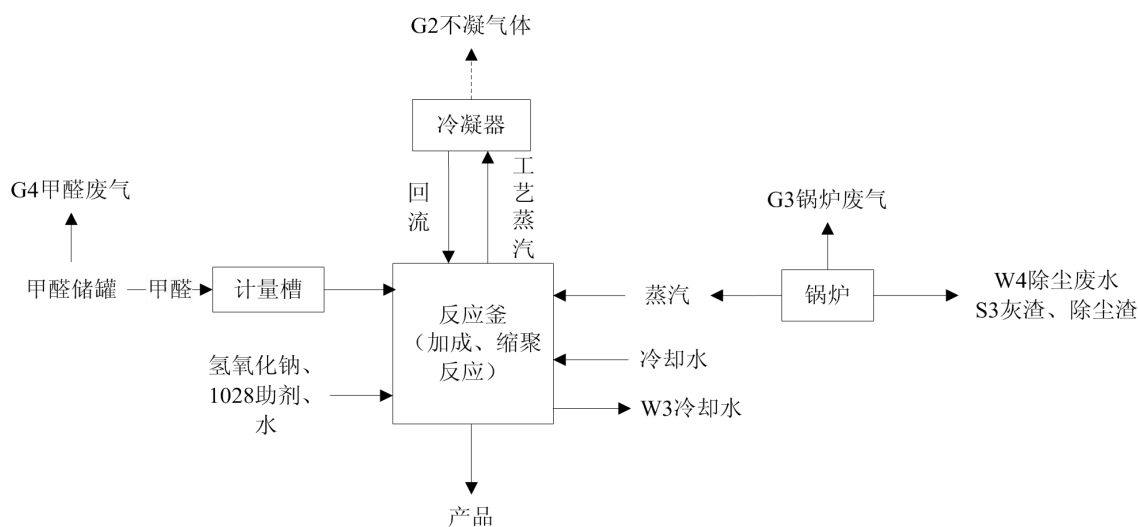 G2不凝气体
冷凝器
回流
工艺蒸汽
G4甲醛废气
G3锅炉废气
甲醛储罐
甲醛
计量槽
反应釜
（加成、缩聚
反应）
蒸汽
锅炉
W4除尘废水
S3灰渣、除尘渣
氢氧化钠、
1028助剂、
水
冷却水
W3冷却水
产品